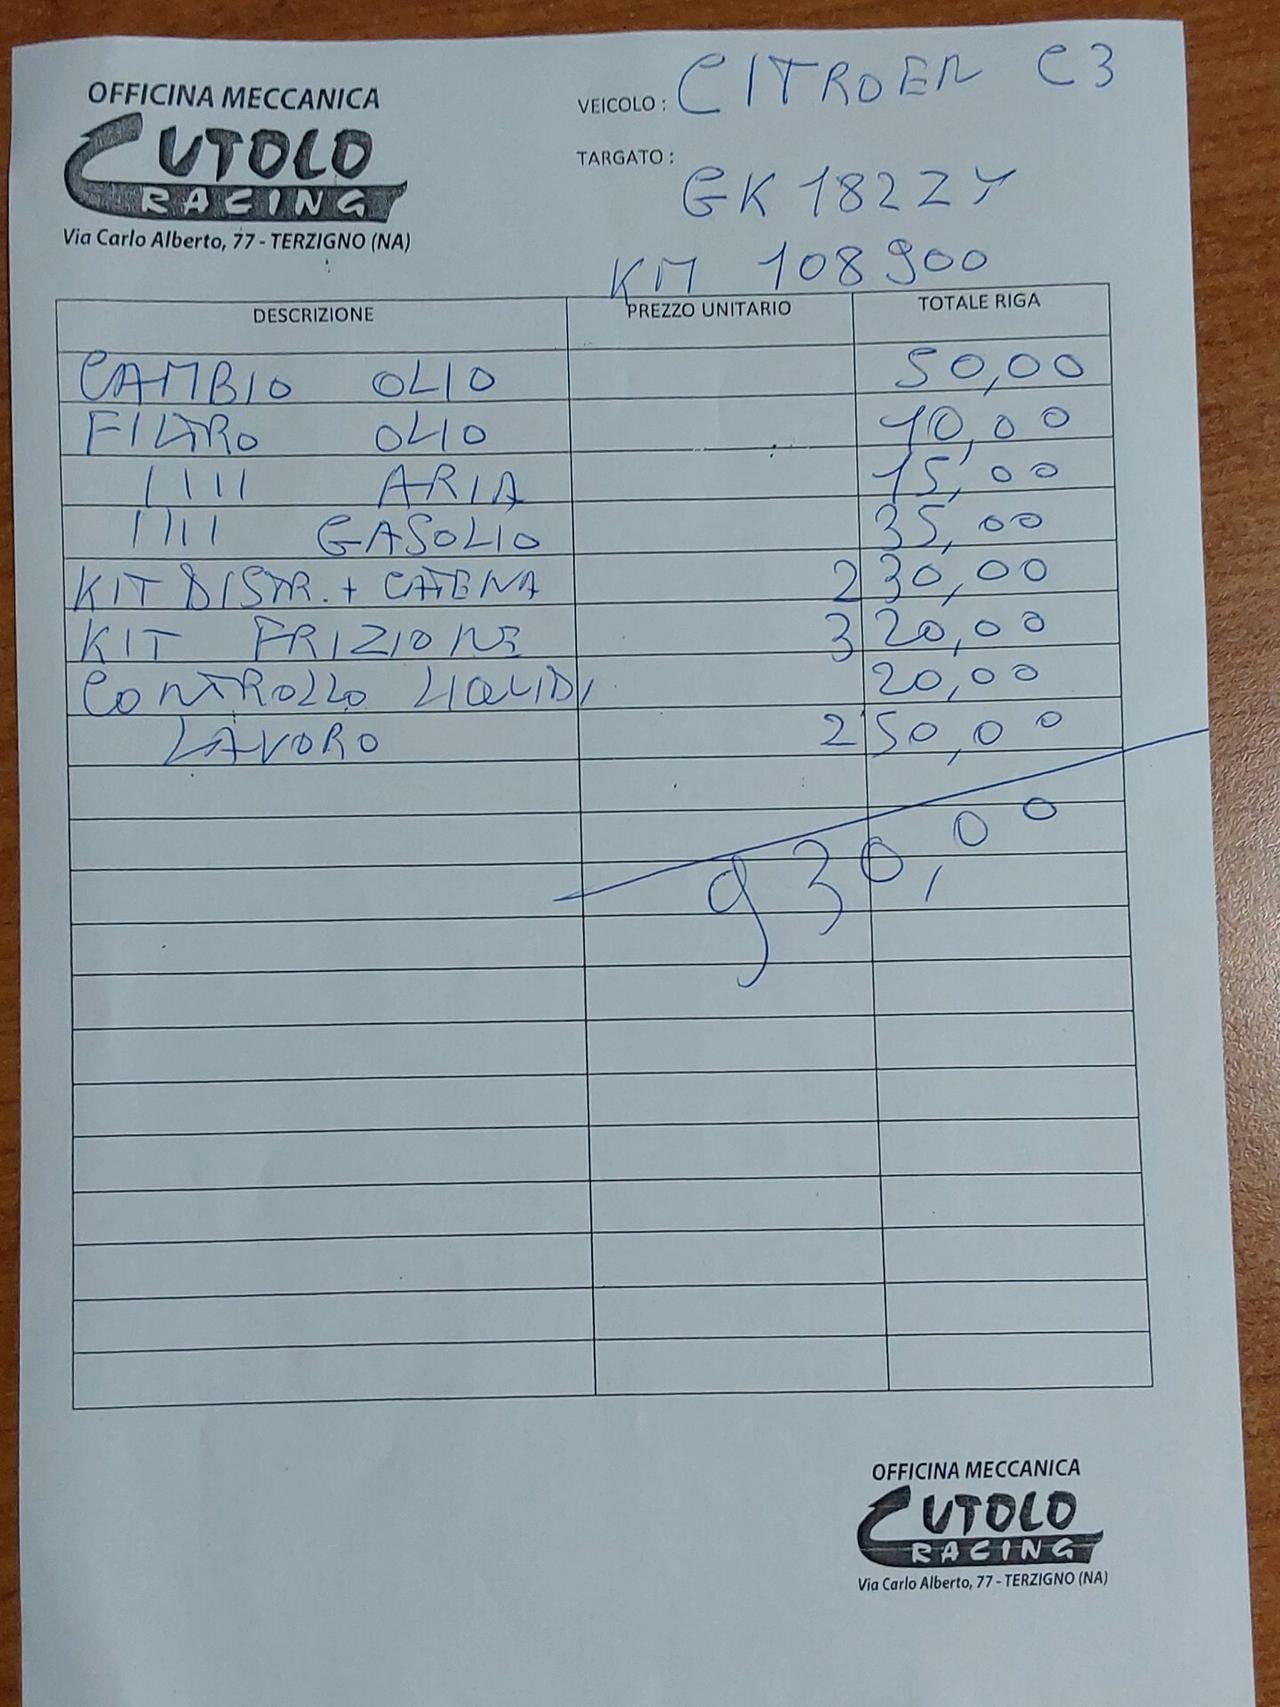 OFFICINA MECCANICA
CUTOLO
RACING
Via Carlo Alberto, 77 - TERZIGNO (NA)
VEICOLO : CITROEN C3
TARGATO :
GK182ZY
KM 108900
DESCRIZIONE PREZZO UNITARIO TOTALE RIGA
CAMBIO OLIO 50,00
FILTRO OLIO 10,00
IIII ARIA 15,00
IIII GASOLIO 35,00
KIT DISTR. + CATENA 230,00
KIT FRIZIONE 320,00
CONTROLLO LIQUIDI 20,00
LAVORO 250,00
930,00
OFFICINA MECCANICA
CUTOLO
RACING
Via Carlo Alberto, 77 - TERZIGNO (NA)